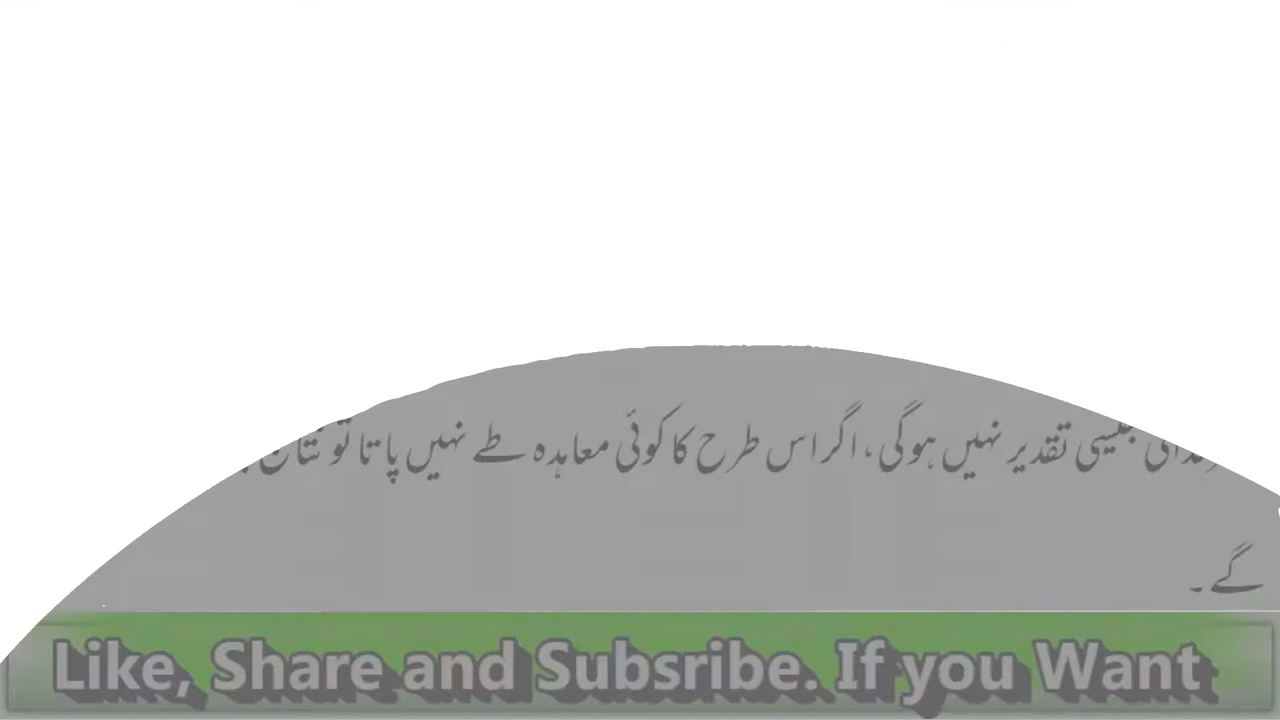 جیسی تقدیر نہیں ہوگی، اگر اس طرح کا کوئی معاہدہ طے نہیں پاتا تو
گے۔
Like, Share and Subsribe. If you Want